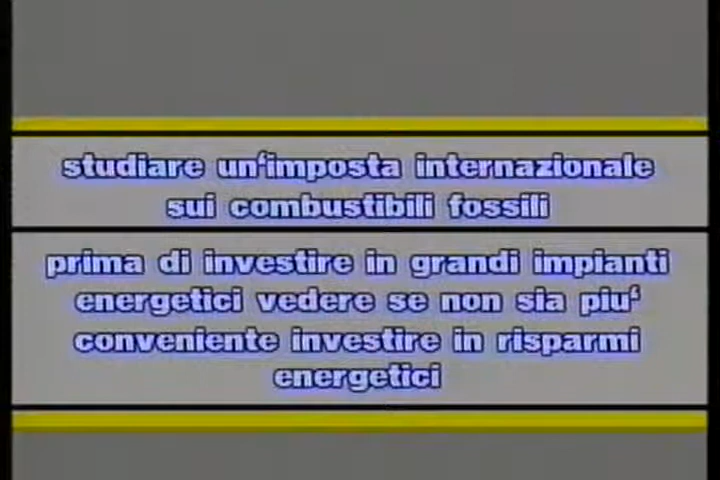 studiare un‘imposta internazionale
sui combustibili fossili
prima di investire in grandi impianti
energetici vedere se non sia piu‘
conveniente investire in risparmi
energetici